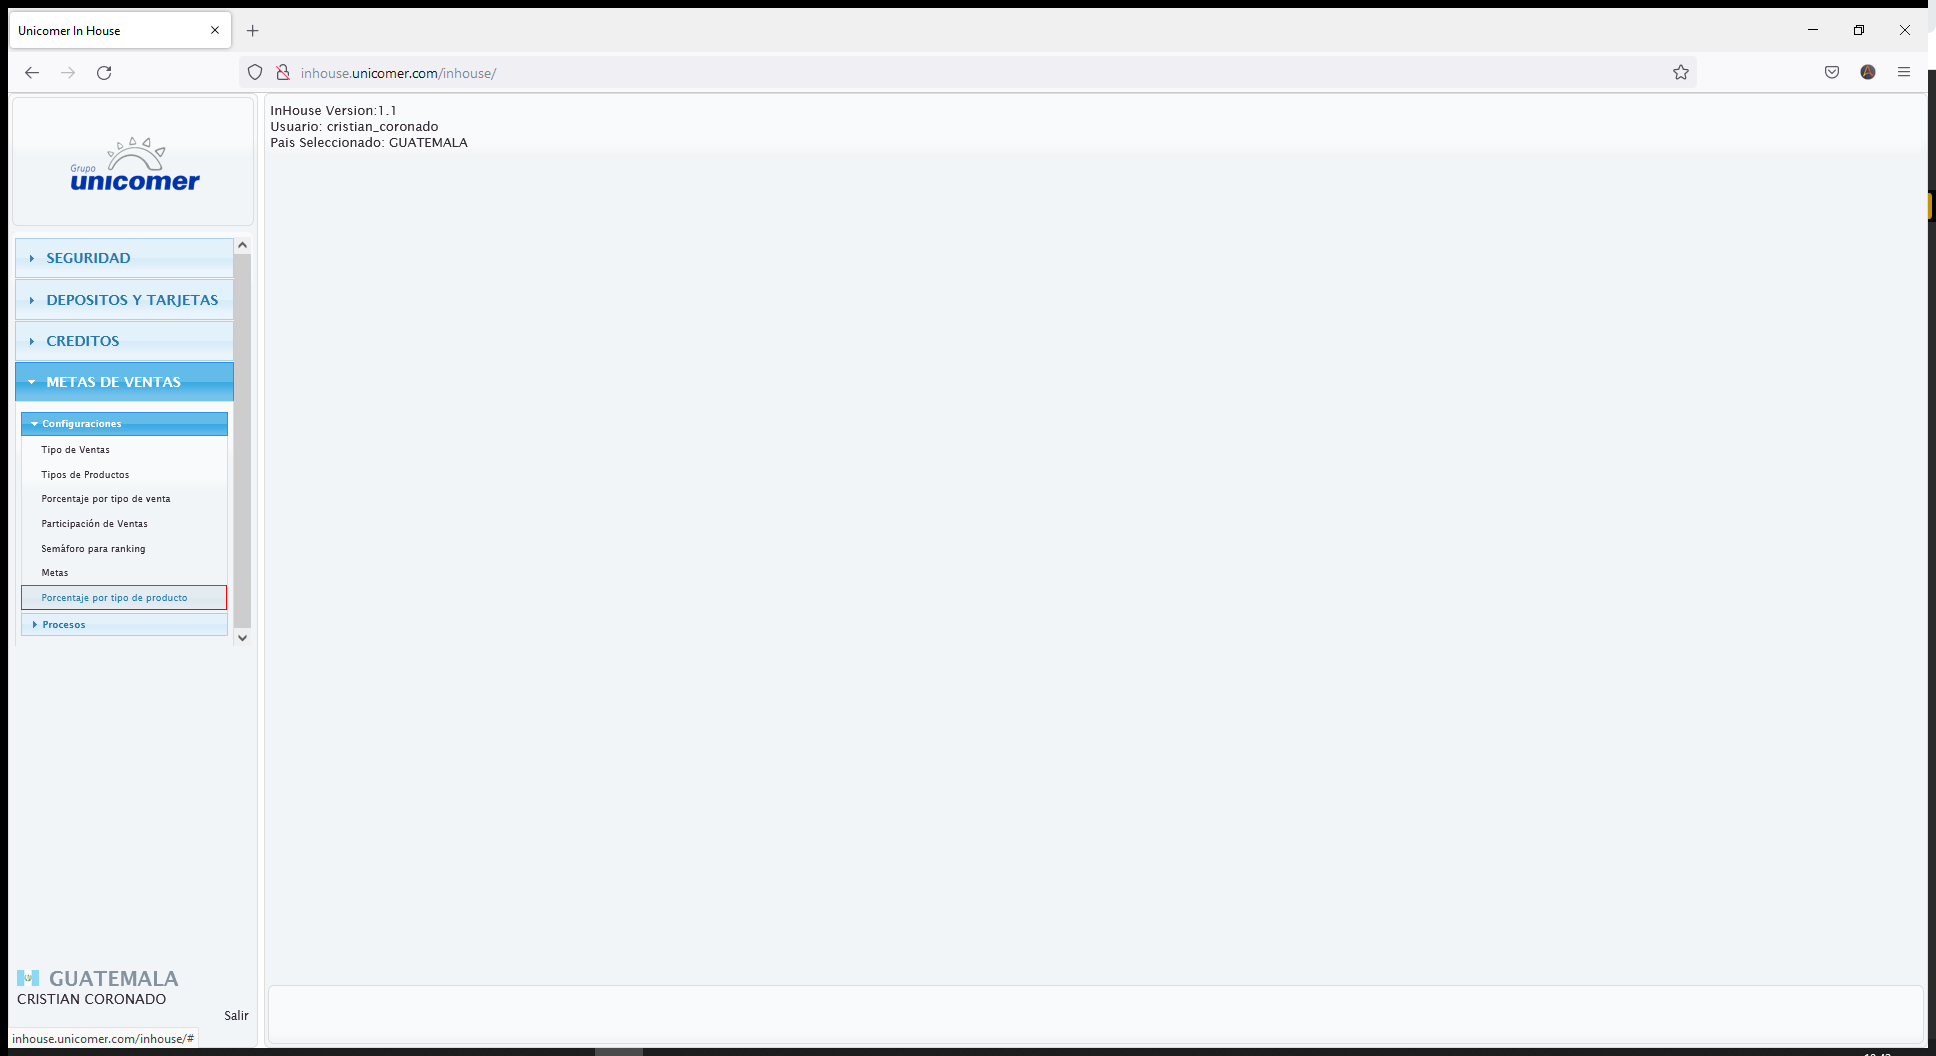 Unicomer In House
inhouse.unicomer.com/inhouse/
Grupo
unicomer
InHouse Version:1.1
Usuario: cristian_coronado
Pais Seleccionado: GUATEMALA
SEGURIDAD
DEPOSITOS Y TARJETAS
CREDITOS
METAS DE VENTAS
Configuraciones
Tipo de Ventas
Tipos de Productos
Porcentaje por tipo de venta
Participación de Ventas
Semáforo para ranking
Metas
Porcentaje por tipo de producto
Procesos
GUATEMALA
CRISTIAN CORONADO
Salir
inhouse.unicomer.com/inhouse/#